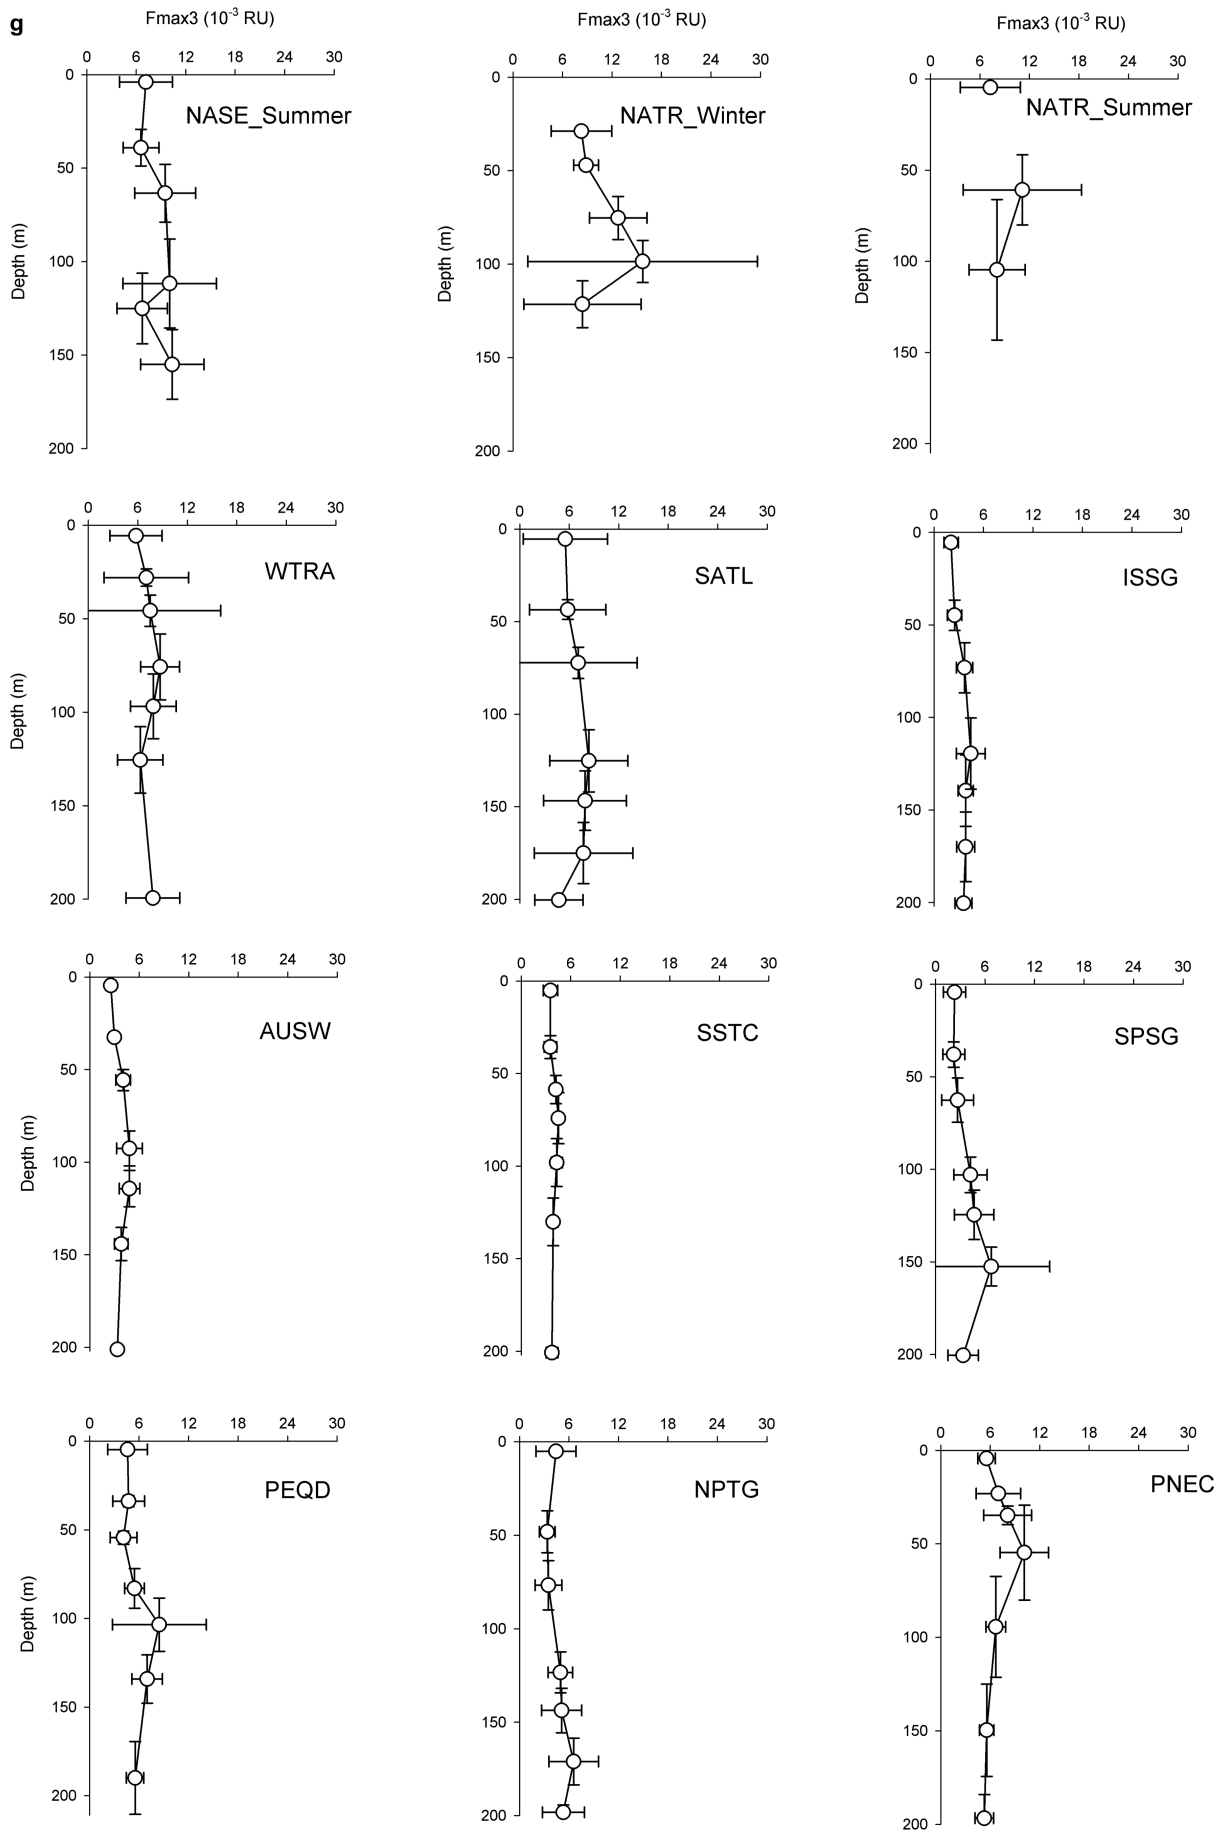 g
Fmax3 (10-3 RU) Fmax3 (10-3 RU) Fmax3 (10-3 RU)
0 6 12 18 24 30 0 6 12 18 24 30 0 6 12 18 24 30
0 0 0
NASE_Summer NATR_Winter NATR_Summer
50 50 50
Depth (m) Depth (m) Depth (m)
100 100 100
150 150 150
200 200 200
0 6 12 18 24 30 0 6 12 18 24 30 0 6 12 18 24 30
0 0 0
WTRA SATL ISSG
50 50 50
Depth (m)
100 100 100
150 150 150
200 200 200
0 6 12 18 24 30 0 6 12 18 24 30 0 6 12 18 24 30
0 0 0
AUSW SSTC SPSG
50 50 50
Depth (m)
100 100 100
150 150 150
200 200 200
0 6 12 18 24 30 0 6 12 18 24 30 0 6 12 18 24 30
0 0 0
PEQD NPTG PNEC
50 50 50
Depth (m)
100 100 100
150 150 150
200 200 200